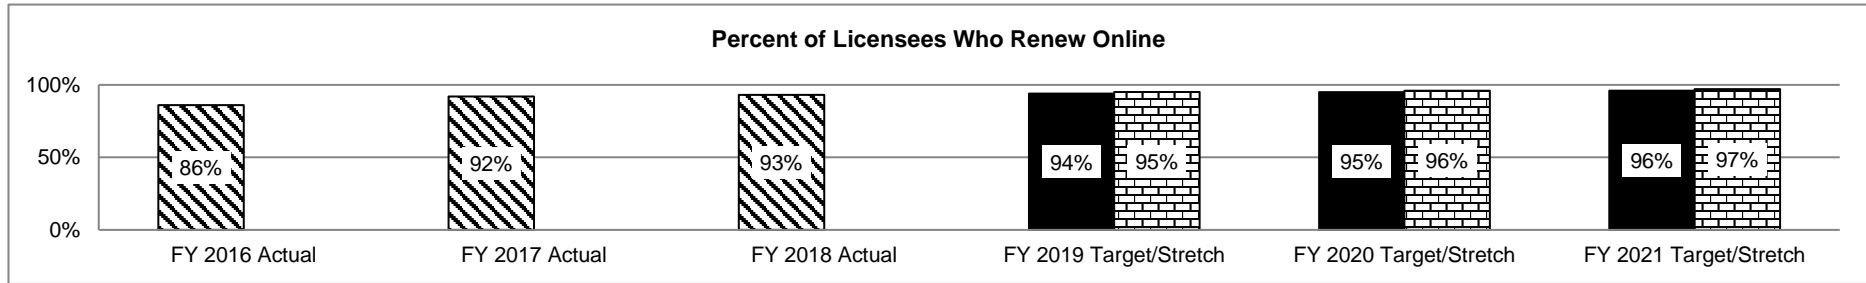 Percent of Licensees Who Renew Online
100%
50%
0%
86%
92%
93%
94%
95%
95%
96%
96%
97%
FY 2016 Actual
FY 2017 Actual
FY 2018 Actual
FY 2019 Target/Stretch
FY 2020 Target/Stretch
FY 2021 Target/Stretch